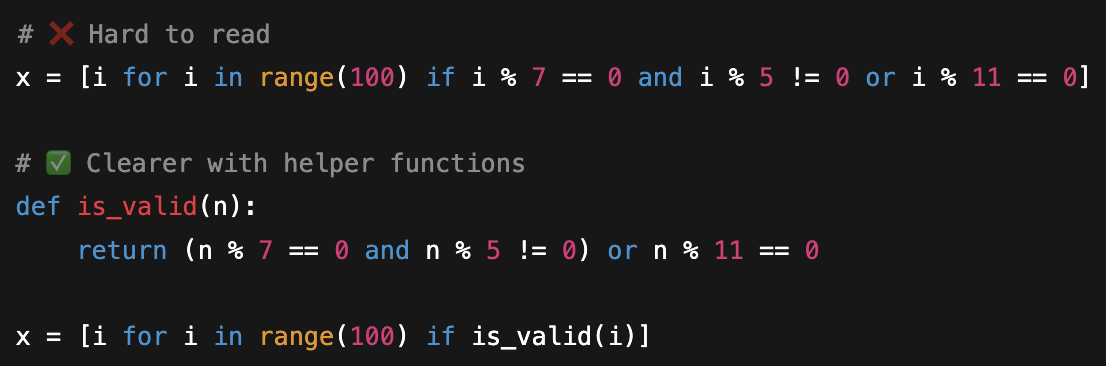 # ❌ Hard to read
x = [i for i in range(100) if i % 7 == 0 and i % 5 != 0 or i % 11 == 0]
# ✅ Clearer with helper functions
def is_valid(n):
    return (n % 7 == 0 and n % 5 != 0) or n % 11 == 0
x = [i for i in range(100) if is_valid(i)]